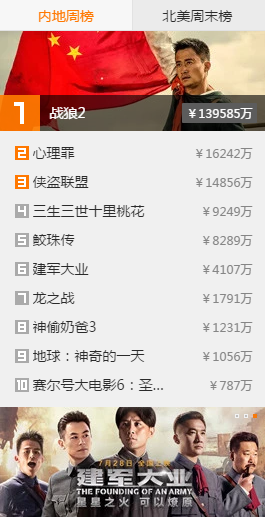 内地周榜 北美周末榜
1 战狼2 ￥139585万
2 心理罪 ￥16242万
3 侠盗联盟 ￥14856万
4 三生三世十里桃花 ￥9249万
5 鲛珠传 ￥8289万
6 建军大业 ￥4107万
7 龙之战 ￥1791万
8 神偷奶爸3 ￥1231万
9 地球：神奇的一天 ￥1056万
10 赛尔号大电影6：圣... ￥787万
7月28日 全国公映
建军大业
THE FOUNDING OF AN ARMY
星星之火 可以燎原